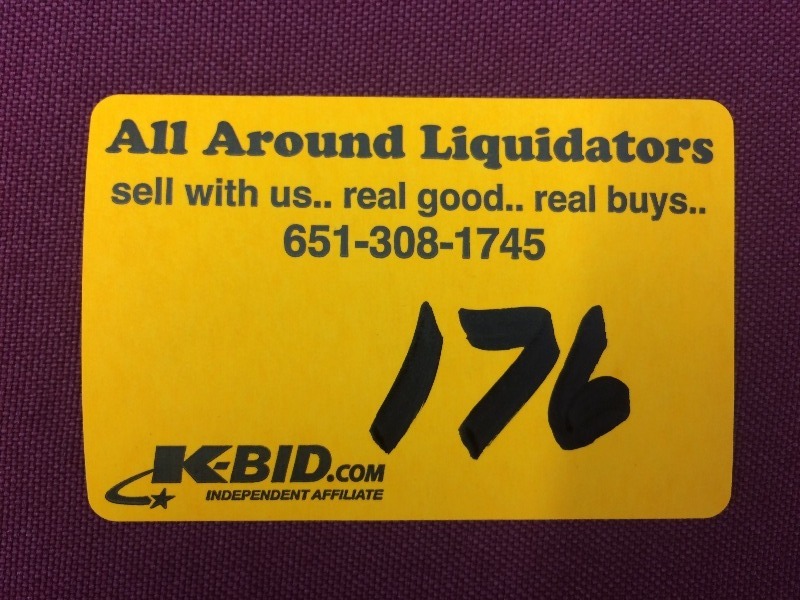 All Around Liquidators
sell with us.. real good.. real buys..
651-308-1745
176
K-BID.COM
INDEPENDENT AFFILIATE